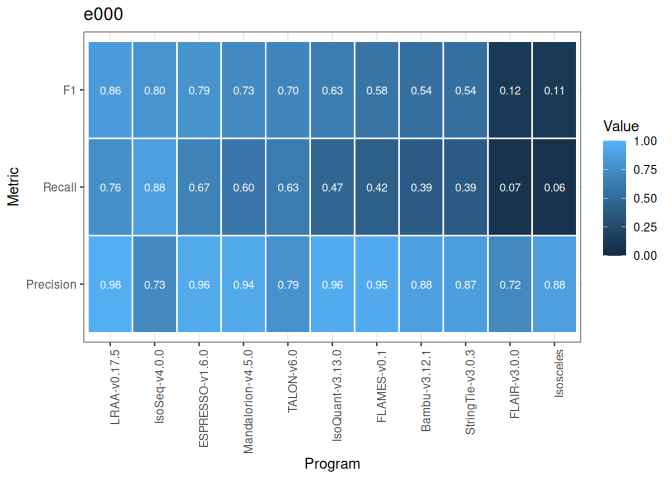 e000
Metric
F1
0.86 0.80 0.79 0.73 0.70 0.63 0.58 0.54 0.54 0.12 0.11
Recall
0.76 0.88 0.67 0.60 0.63 0.47 0.42 0.39 0.39 0.07 0.06
Precision
0.98 0.73 0.96 0.94 0.79 0.96 0.95 0.88 0.87 0.72 0.88
LRAA-v0.17.5
IsoSeq-v4.0.0
ESPRESSO-v1.6.0
Mandalorion-v4.5.0
TALON-v6.0
IsoQuant-v3.13.0
FLAMES-v0.1
Bambu-v3.12.1
StringTie-v3.0.3
FLAIR-v3.0.0
Isosceles
Program
Value
1.00
0.75
0.50
0.25
0.00